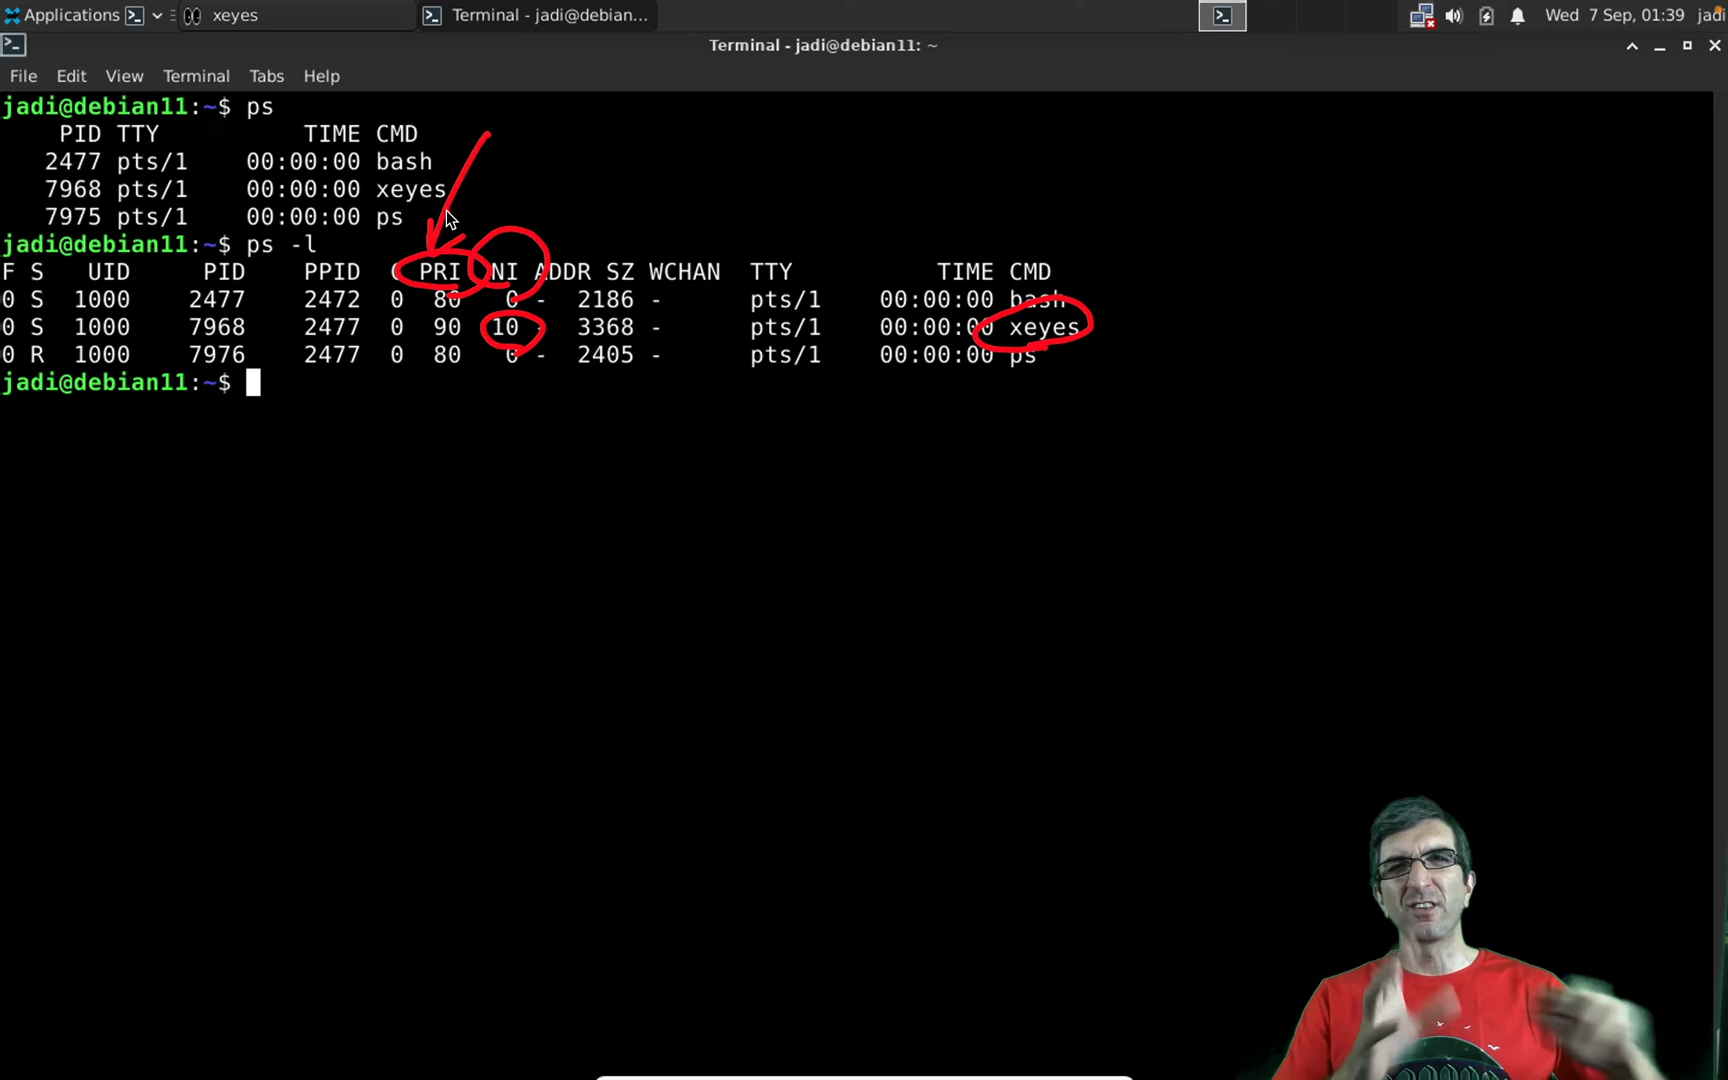 Applications xeyes Terminal - jadi@debian... Wed 7 Sep, 01:39 jadi
Terminal - jadi@debian11: ~
File Edit View Terminal Tabs Help
jadi@debian11:~$ ps
PID TTY TIME CMD
2477 pts/1 00:00:00 bash
7968 pts/1 00:00:00 xeyes
7975 pts/1 00:00:00 ps
jadi@debian11:~$ ps -l
F S UID PID PPID C PRI NI ADDR SZ WCHAN TTY TIME CMD
0 S 1000 2477 2472 0 80 0 - 2186 - pts/1 00:00:00 bash
0 S 1000 7968 2477 0 90 10 - 3368 - pts/1 00:00:00 xeyes
0 R 1000 7976 2477 0 80 0 - 2405 - pts/1 00:00:00 ps
jadi@debian11:~$